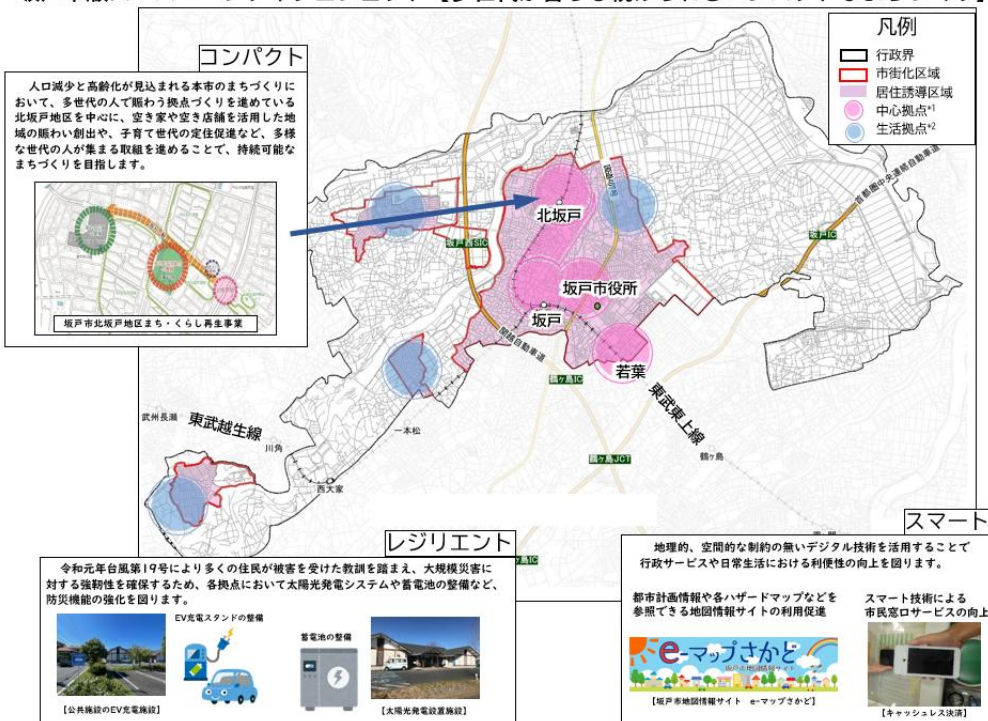 コンパクト
人口減少と高齢化が見込まれる本市のまちづくりに
おいて、多世代の人で賑わう拠点づくりを進めている
北坂戸地区を中心に、空き家や空き店舗を活用した地
域の賑わい創出や、子育て世代の定住促進など、多様
な世代の人が集まる取組を進めることで、持続可能な
まちづくりを目指します。
坂戸市北坂戸地区まち・くらし再生事業
凡例
行政界
市街化区域
居住誘導区域
中心拠点*1
生活拠点*2
首都圏中央連絡自動車道
国道407号
北坂戸
坂戸西SIC
坂戸IC
坂戸市役所
坂戸
関越自動車道
鶴ヶ島IC
若葉
東武東上線
武州長瀬
東武越生線
川角
一本松
西大家
鶴ヶ島JCT
鶴ヶ島
レジリエント
令和元年台風第19号により多くの住民が被害を受けた教訓を踏まえ、大規模災害に
対する強靭性を確保するため、各拠点において太陽光発電システムや蓄電池の整備など、
防災機能の強化を図ります。
EV充電スタンドの整備
蓄電池の整備
【公共施設のEV充電施設】
【太陽光発電設置施設】
スマート
地理的、空間的な制約の無いデジタル技術を活用することで
行政サービスや日常生活における利便性の向上を図ります。
都市計画情報や各ハザードマップなどを
参照できる地図情報サイトの利用促進
スマート技術による
市民窓口サービスの向上
e-マップさかど
坂戸市地図情報サイト
【坂戸市地図情報サイト　e-マップさかど】
【キャッシュレス決済】